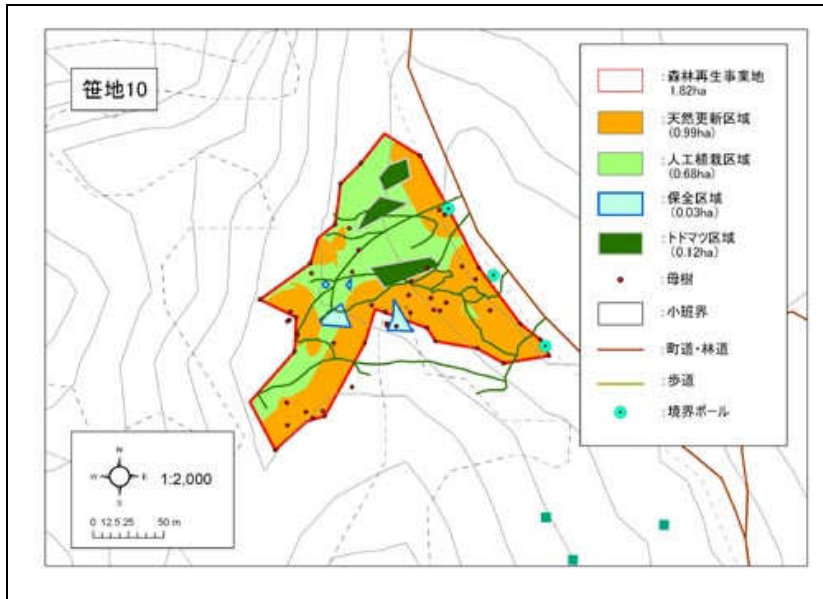 笹地10
:森林再生事業地
1.82ha
:天然更新区域
(0.99ha)
:人工植栽区域
(0.68ha)
:保全区域
(0.03ha)
:トドマツ区域
(0.12ha)
:母樹
:小班界
:町道・林道
:歩道
:境界ポール
N
W E
S
1:2,000
0 12.5 25 50 m